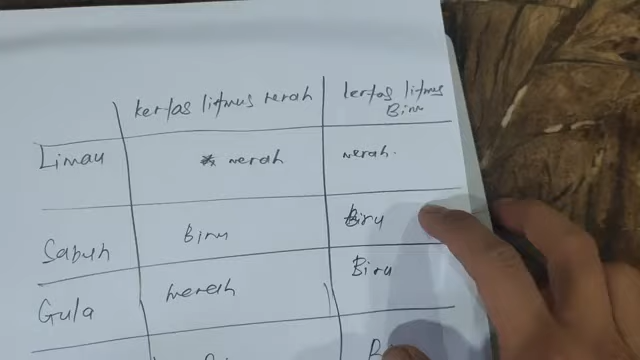 kertas litmus merah
kertas litmus
Biru
Limau merah merah.
Sabun Biru Biru
Gula merah Biru